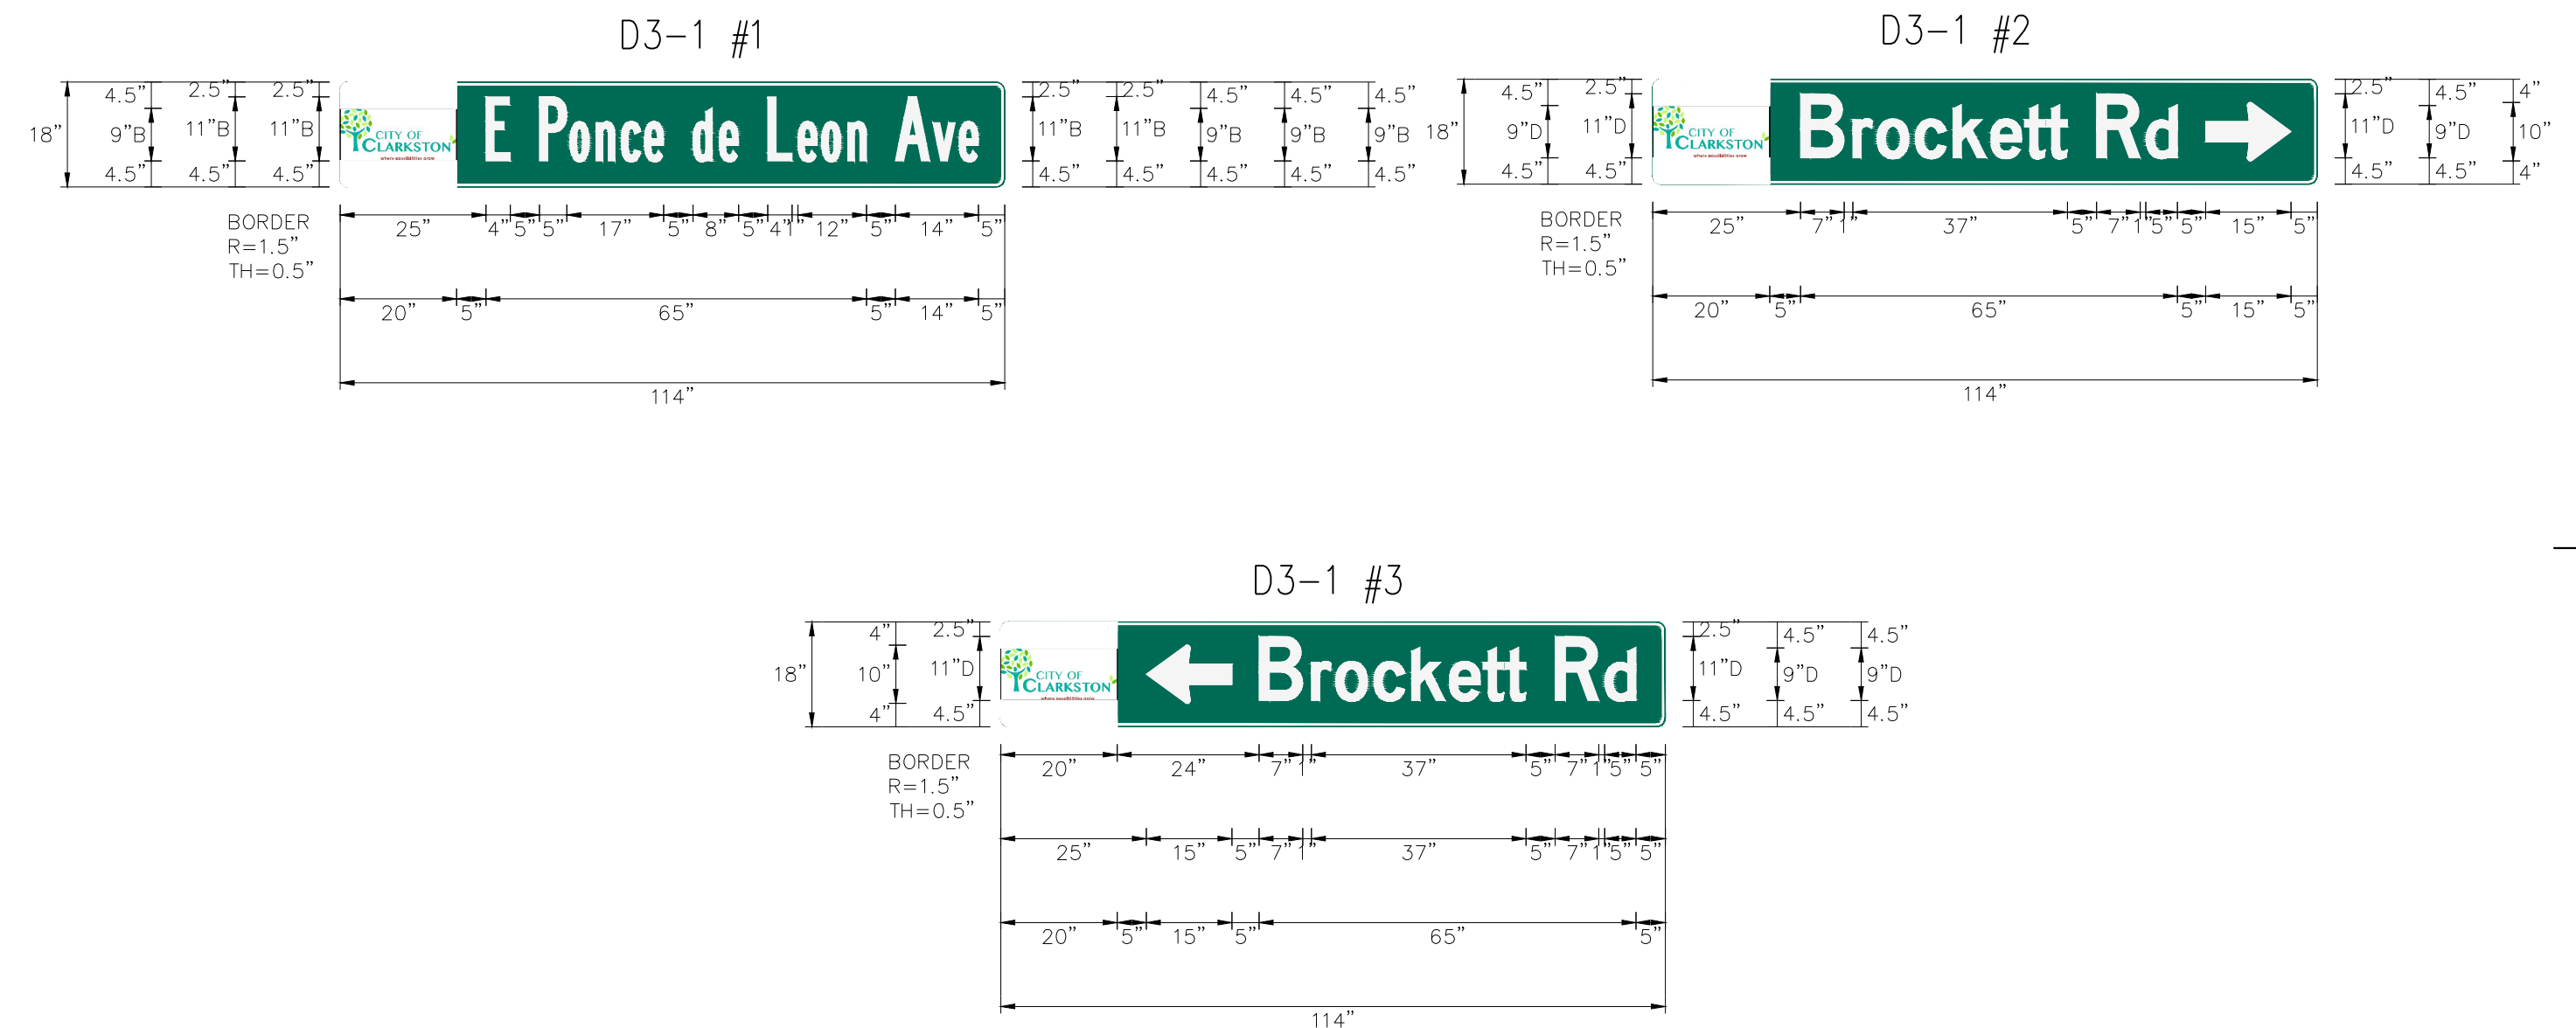 D3-1 #1
4.5" 2.5" 2.5"
18" 9"B 11"B 11"B
4.5" 4.5" 4.5"
CITY OF
CLARKSTON
where possibilities grow
E Ponce de Leon Ave
2.5" 2.5" 4.5" 4.5" 4.5"
11"B 11"B 9"B 9"B 9"B
4.5" 4.5" 4.5" 4.5" 4.5"
BORDER
R=1.5"
TH=0.5"
25" 4" 5" 5" 17" 5" 8" 5" 4" 1" 12" 5" 14" 5"
20" 5" 65" 5" 14" 5"
114"
D3-1 #2
4.5" 2.5"
18" 9"D 11"D
4.5" 4.5"
CITY OF
CLARKSTON
where possibilities grow
Brockett Rd
2.5" 4.5" 4"
11"D 9"D 10"
4.5" 4.5" 4"
BORDER
R=1.5"
TH=0.5"
25" 7" 1" 37" 5" 7" 1" 5" 5" 15" 5"
20" 5" 65" 5" 15" 5"
114"
D3-1 #3
4" 2.5"
18" 10" 11"D
4" 4.5"
CITY OF
CLARKSTON
where possibilities grow
Brockett Rd
2.5" 4.5" 4.5"
11"D 9"D 9"D
4.5" 4.5" 4.5"
BORDER
R=1.5"
TH=0.5"
20" 24" 7" 1" 37" 5" 7" 1" 5" 5"
25" 15" 5" 7" 1" 37" 5" 7" 1" 5" 5"
20" 5" 15" 5" 65" 5"
114"